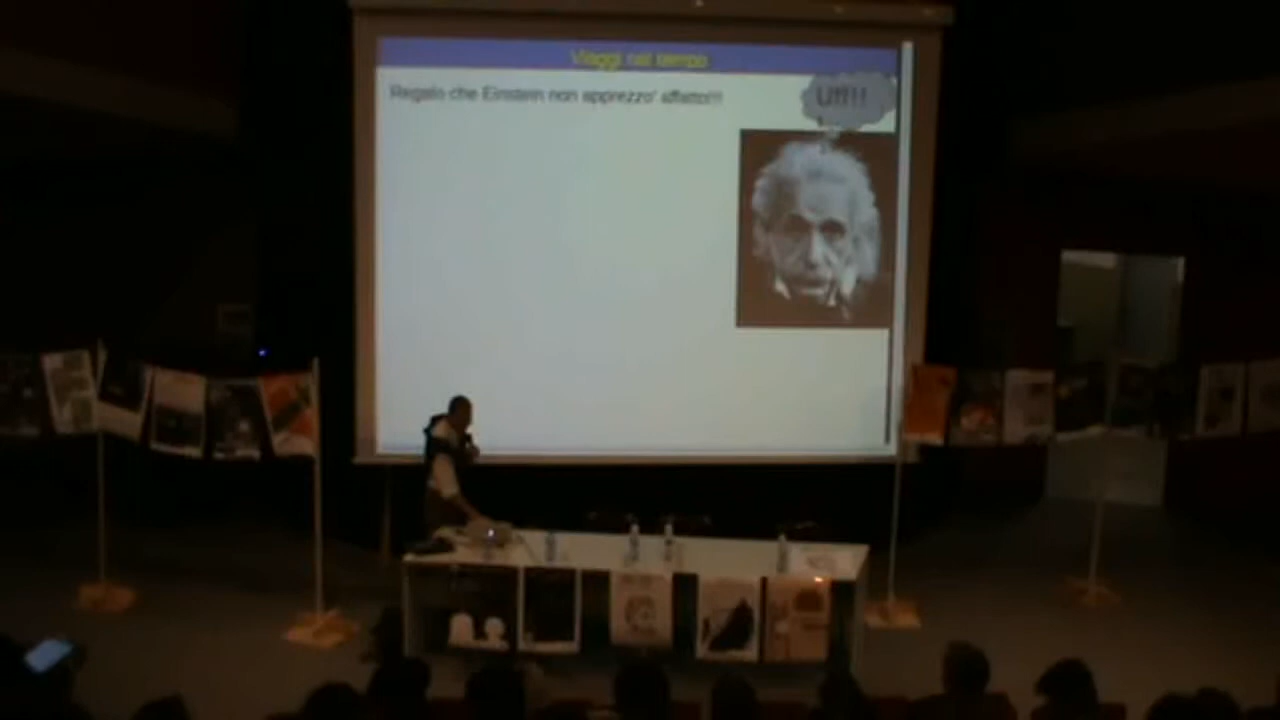 Viaggi nel tempo
Regalo che Einstein non apprezzo' affatto!!!
Uff!!